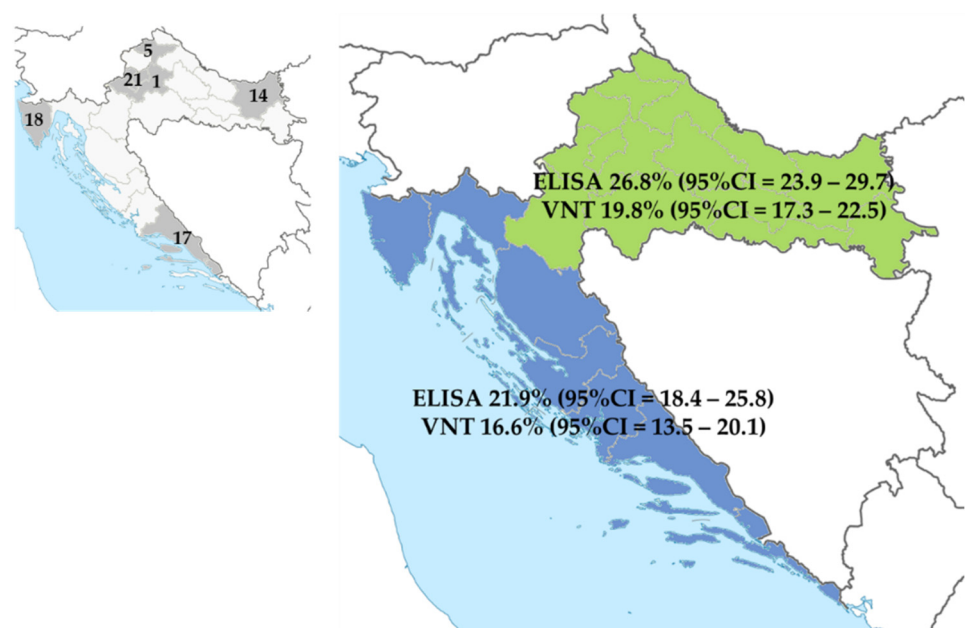 5
21 1
14
18
17
ELISA 26.8% (95%CI = 23.9 – 29.7)
VNT 19.8% (95%CI = 17.3 – 22.5)
ELISA 21.9% (95%CI = 18.4 – 25.8)
VNT 16.6% (95%CI = 13.5 – 20.1)